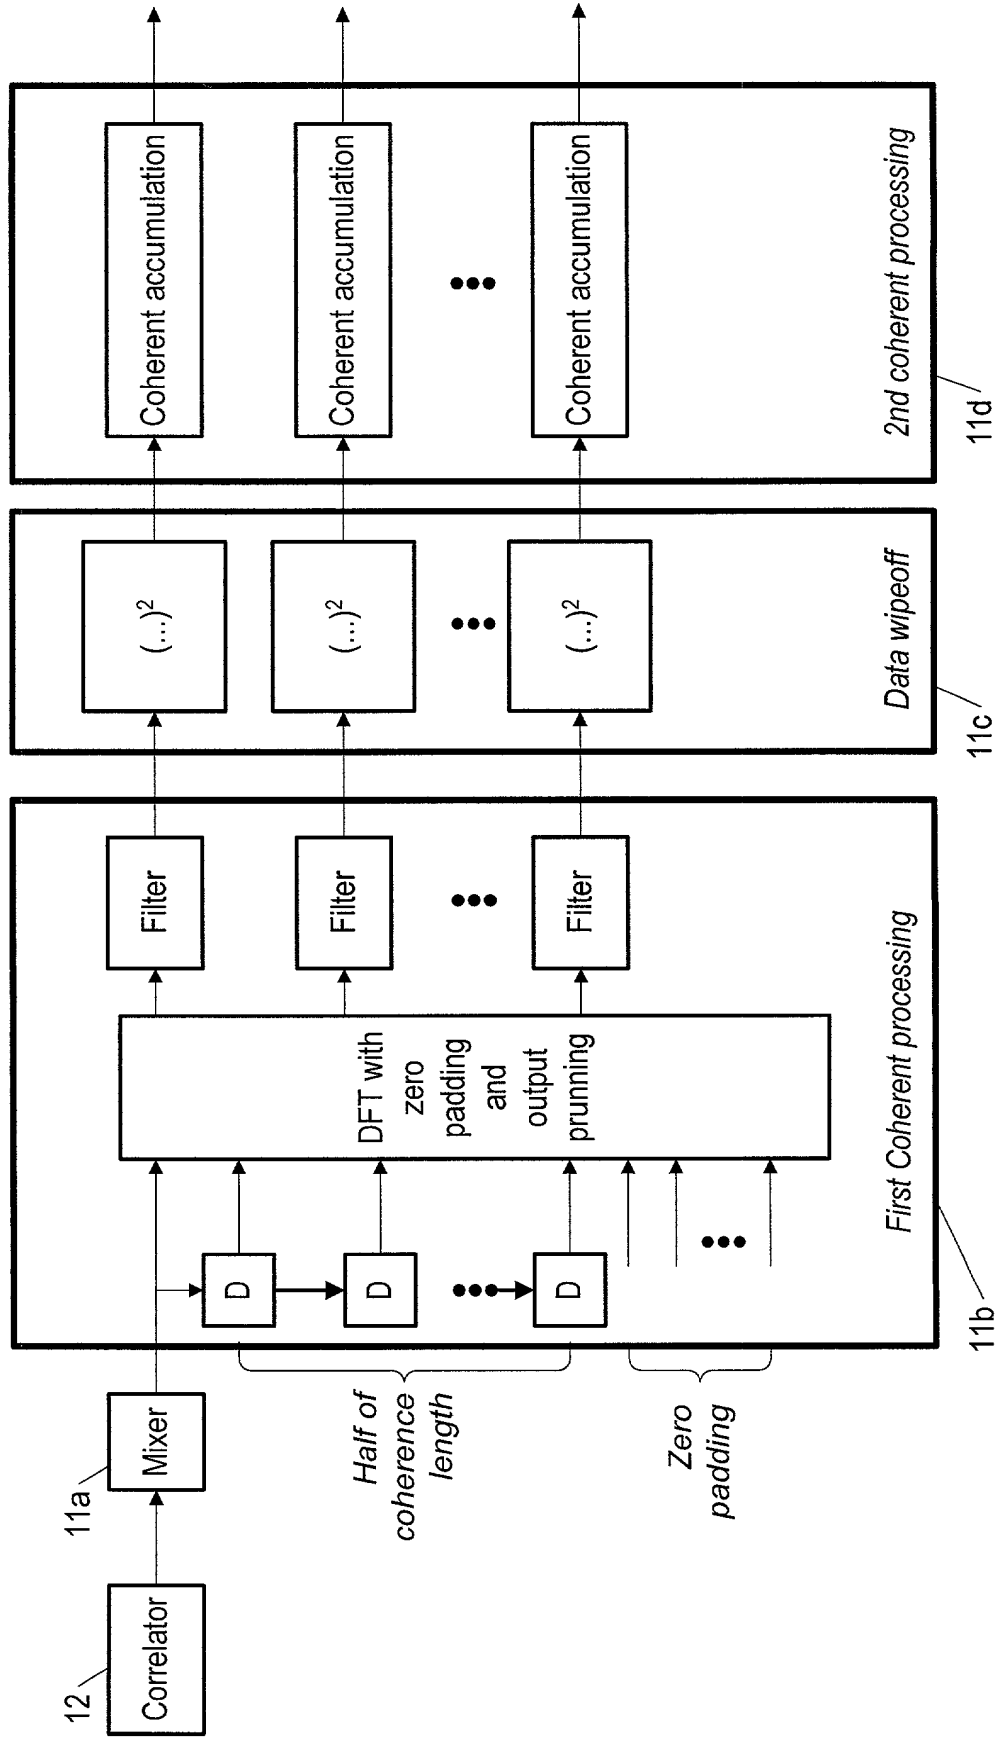 12
Correlator
11a
Mixer
Half of
coherence
length
Zero
padding
D
D
D
DFT with
zero
padding
and
output
prunning
Filter
Filter
Filter
First Coherent processing
11b
(...)²
(...)²
(...)²
Data wipeoff
11c
Coherent accumulation
Coherent accumulation
Coherent accumulation
2nd coherent processing
11d